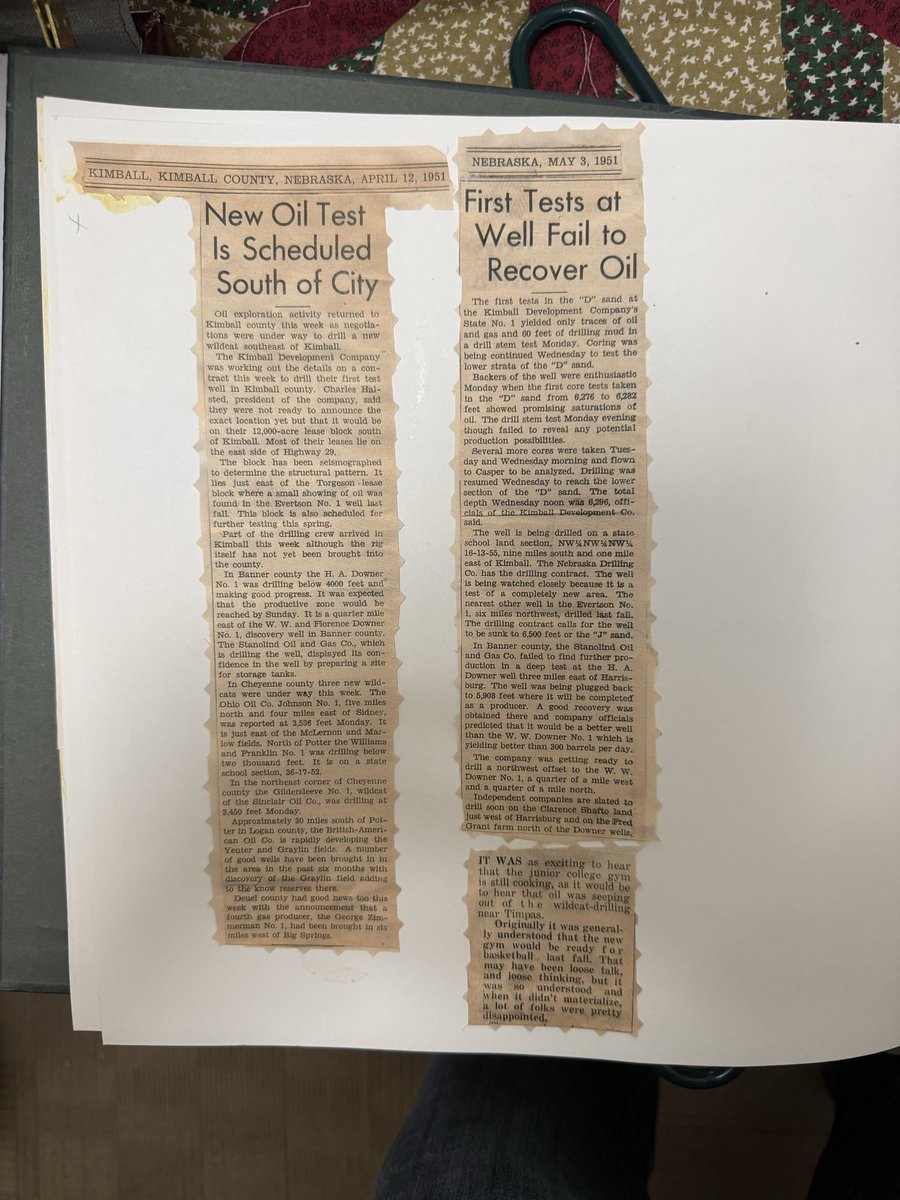 KIMBALL, KIMBALL COUNTY, NEBRASKA, APRIL 12, 1951
New Oil Test
Is Scheduled
South of City
Oil exploration activity returned to
Kimball county this week as negotia-
tions were under way to drill a new
wildcat southeast of Kimball.
The Kimball Development Company
was working out the details on a con-
tract this week to drill their first test
well in Kimball county. Charles Hal-
sted, president of the company, said
they were not ready to announce the
exact location yet but that it would be
on their 12,000-acre lease block south
of Kimball. Most of their leases lie on
the east side of Highway 29.
The block has been seismographed
to determine the structural pattern. It
lies just east of the Torgeson lease
block where a small showing of oil was
found in the Evertson No. 1 well last
fall. This block is also scheduled for
further testing this spring.
Part of the drilling crew arrived in
Kimball this week although the rig
itself has not yet been brought into
the county.
In Banner county the H. A. Downer
No. 1 was drilling below 4000 feet and
making good progress. It was expected
that the productive zone would be
reached by Sunday. It is a quarter mile
east of the W. W. and Florence Downer
No. 1, discovery well in Banner county.
The Stanolind Oil and Gas Co., which
is drilling the well, displayed its con-
fidence in the well by preparing a site
for storage tanks.
In Cheyenne county three new wild-
cats were under way this week. The
Ohio Oil Co. Johnson No. 1, five miles
north and four miles east of Sidney,
was reported at 3,536 feet Monday. It
is just east of the McLernon and Mar-
low fields. North of Potter the Williams
and Franklin No. 1 was drilling below
two thousand feet. It is on a state
school section, 36-17-52.
In the northeast corner of Cheyenne
county the Gildersleeve No. 1, wildcat
of the Sinclair Oil Co., was drilling at
3,450 feet Monday.
Approximately 30 miles south of Pot-
ter in Logan county, the British-Ameri-
can Oil Co. is rapidly developing the
Yenter and Graylin fields. A number
of good wells have been brought in in
the area in the past six months with
discovery of the Graylin field adding
to the know reserves there.
Deuel county had good news too this
week with the announcement that a
fourth gas producer, the George Zim-
merman No. 1, had been brought in six
miles west of Big Springs.
NEBRASKA, MAY 3, 1951
First Tests at
Well Fail to
Recover Oil
The first tests in the "D" sand at
the Kimball Development Company's
State No. 1 yielded only traces of oil
and gas and 60 feet of drilling mud in
a drill stem test Monday. Coring was
being continued Wednesday to test the
lower strata of the "D" sand.
Backers of the well were enthusiastic
Monday when the first core tests taken
in the "D" sand from 6,276 to 6,282
feet showed promising saturations of
oil. The drill stem test Monday evening
though failed to reveal any potential
production possibilities.
Several more cores were taken Tues-
day and Wednesday morning and flown
to Casper to be analyzed. Drilling was
resumed Wednesday to reach the lower
section of the "D" sand. The total
depth Wednesday noon was 6,296, offi-
cials of the Kimball Development Co.
said.
The well is being drilled on a state
school land section, NW¼NW¼NW¼
16-13-55, nine miles south and one mile
east of Kimball. The Nebraska Drilling
Co. has the drilling contract. The well
is being watched closely because it is a
test of a completely new area. The
nearest other well is the Evertson No.
1, six miles northwest, drilled last fall.
The drilling contract calls for the well
to be sunk to 6,500 feet or the "J" sand.
In Banner county, the Stanolind Oil
and Gas Co. failed to find further pro-
duction in a deep test at the H. A.
Downer well three miles east of Harris-
burg. The well was being plugged back
to 5,908 feet where it will be completed
as a producer. A good recovery was
obtained there and company officials
predicted that it would be a better well
than the W. W. Downer No. 1 which is
yielding better than 300 barrels per day.
The company was getting ready to
drill a northwest offset to the W. W.
Downer No. 1, a quarter of a mile west
and a quarter of a mile north.
Independent companies are slated to
drill soon on the Clarence Shafto land
just west of Harrisburg and on the Fred
Grant farm north of the Downer wells.
IT WAS as exciting to hear
that the junior college gym
is still cooking, as it would be
to hear that oil was seeping
out of the wildcat-drilling
near Timpas.
Originally it was general-
ly understood that the new
gym would be ready for
basketball last fall. That
may have been loose talk,
and loose thinking, but it
was so understood and
when it didn't materialize,
a lot of folks were pretty
disappointed.